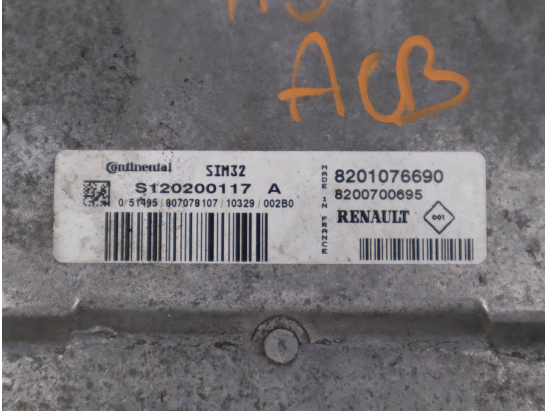 ACB
Continental SIM32
S120200117 A
0/51495/807078107/10329/002B0
MADE IN FRANCE
8201076690
8200700695
RENAULT 001